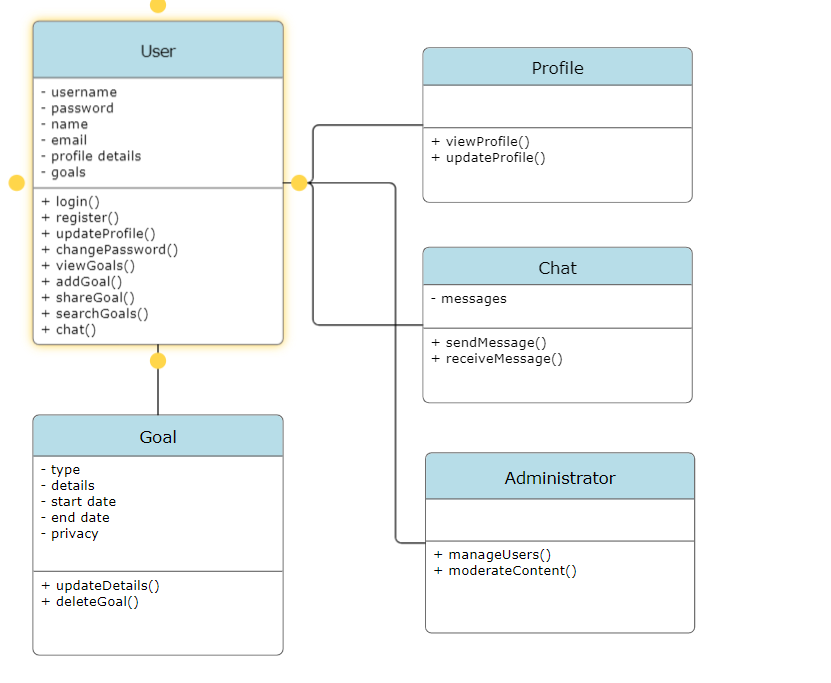 User
- username
- password
- name
- email
- profile details
- goals
+ login()
+ register()
+ updateProfile()
+ changePassword()
+ viewGoals()
+ addGoal()
+ shareGoal()
+ searchGoals()
+ chat()
Profile
+ viewProfile()
+ updateProfile()
Chat
- messages
+ sendMessage()
+ receiveMessage()
Goal
- type
- details
- start date
- end date
- privacy
+ updateDetails()
+ deleteGoal()
Administrator
+ manageUsers()
+ moderateContent()